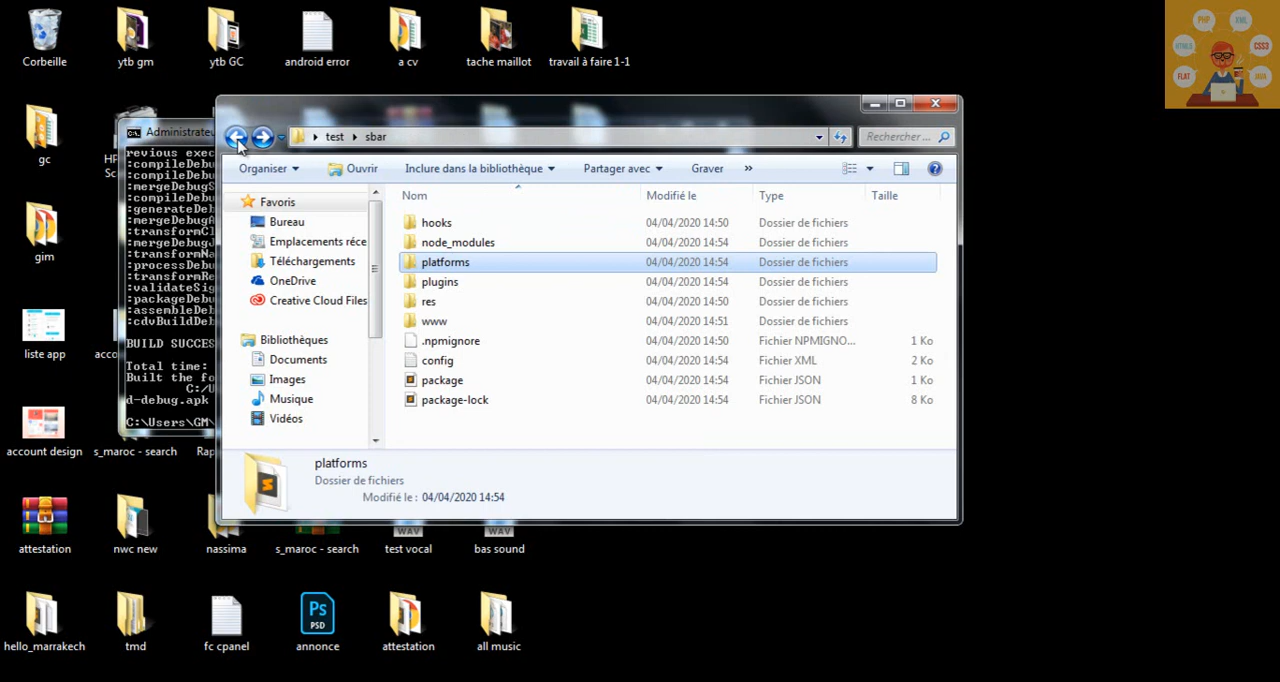 Corbeille
ytb gm
ytb GC
android error
a cv
tache maillot
travail à faire 1-1
PHP
XML
HTML5
CSS3
FLAT
JAVA
gc
gim
liste app
account design
s_maroc - search
attestation
nwc new
nassima
s_maroc - search
test vocal
bas sound
WAV
WAV
hello_marrakech
tmd
fc cpanel
Ps
PSD
annonce
attestation
all music
Administrateu
revious exec
:compileDebu
:compileDebu
:mergeDebugS
:compileDebu
:generateDeb
:mergeDebugA
:transformCl
:mergeDebugJ
:transformNa
:processDebu
:transformRe
:validateSig
:packageDebu
:assembleDeb
:cdvBuildDeb
BUILD SUCCES
Total time:
Built the fo
C:/U
d-debug.apk
C:\Users\GM\
test
sbar
Rechercher ...
Organiser
Ouvrir
Inclure dans la bibliothèque
Partager avec
Graver
»
Favoris
Bureau
Emplacements réce
Téléchargements
OneDrive
Creative Cloud Files
Bibliothèques
Documents
Images
Musique
Vidéos
Nom Modifié le Type Taille
hooks 04/04/2020 14:50 Dossier de fichiers
node_modules 04/04/2020 14:54 Dossier de fichiers
platforms 04/04/2020 14:54 Dossier de fichiers
plugins 04/04/2020 14:54 Dossier de fichiers
res 04/04/2020 14:50 Dossier de fichiers
www 04/04/2020 14:51 Dossier de fichiers
.npmignore 04/04/2020 14:50 Fichier NPMIGNO... 1 Ko
config 04/04/2020 14:54 Fichier XML 2 Ko
package 04/04/2020 14:54 Fichier JSON 1 Ko
package-lock 04/04/2020 14:54 Fichier JSON 8 Ko
platforms
Dossier de fichiers
Modifié le : 04/04/2020 14:54